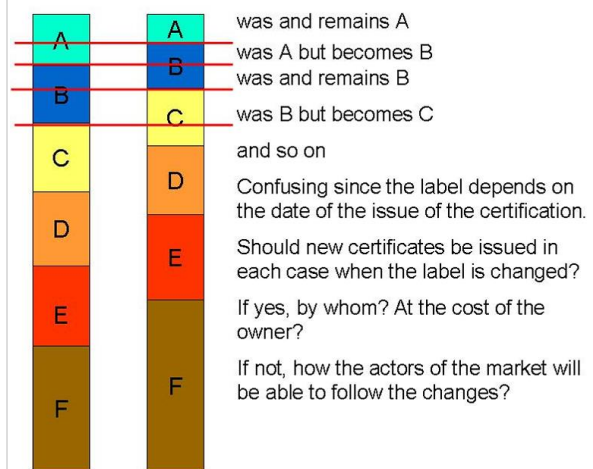 A
B
C
D
E
F
A
B
C
D
E
F
was and remains A
was A but becomes B
was and remains B
was B but becomes C
and so on
Confusing since the label depends on
the date of the issue of the certification.
Should new certificates be issued in
each case when the label is changed?
If yes, by whom? At the cost of the
owner?
If not, how the actors of the market will
be able to follow the changes?